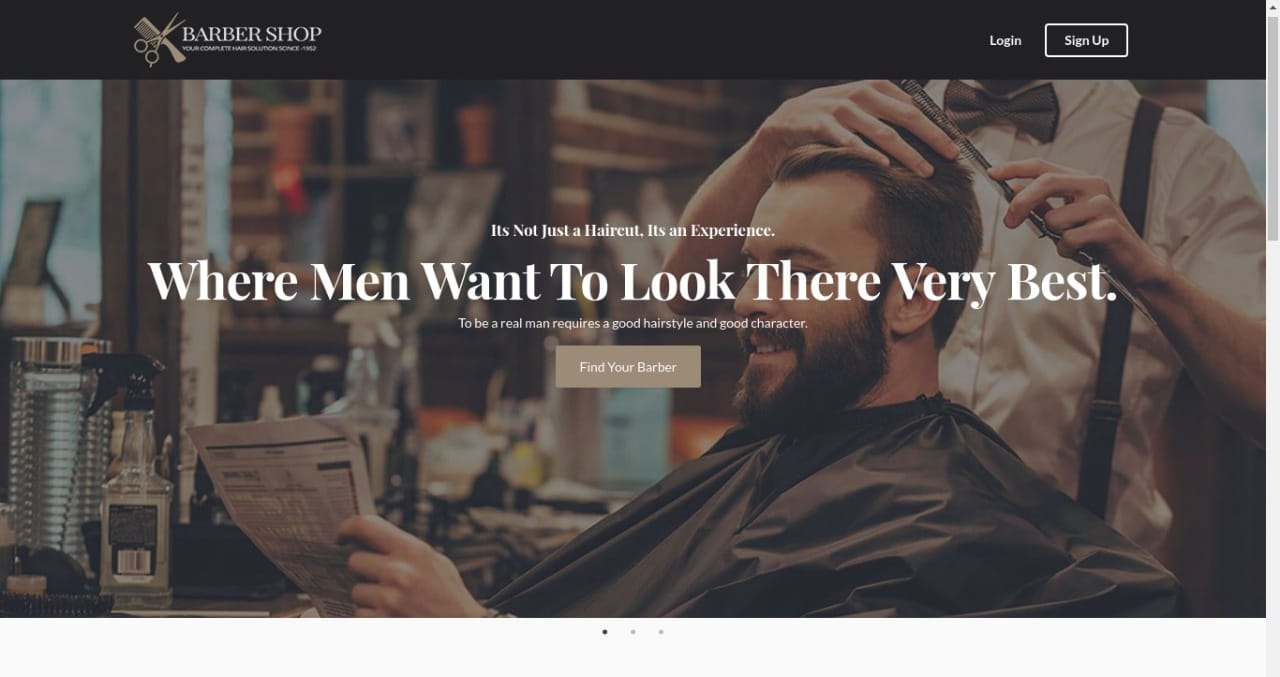 BARBER SHOP
YOUR COMPLETE HAIR SOLUTION SCINCE -1952
Login
Sign Up
Its Not Just a Haircut, Its an Experience.
Where Men Want To Look There Very Best.
To be a real man requires a good hairstyle and good character.
Find Your Barber